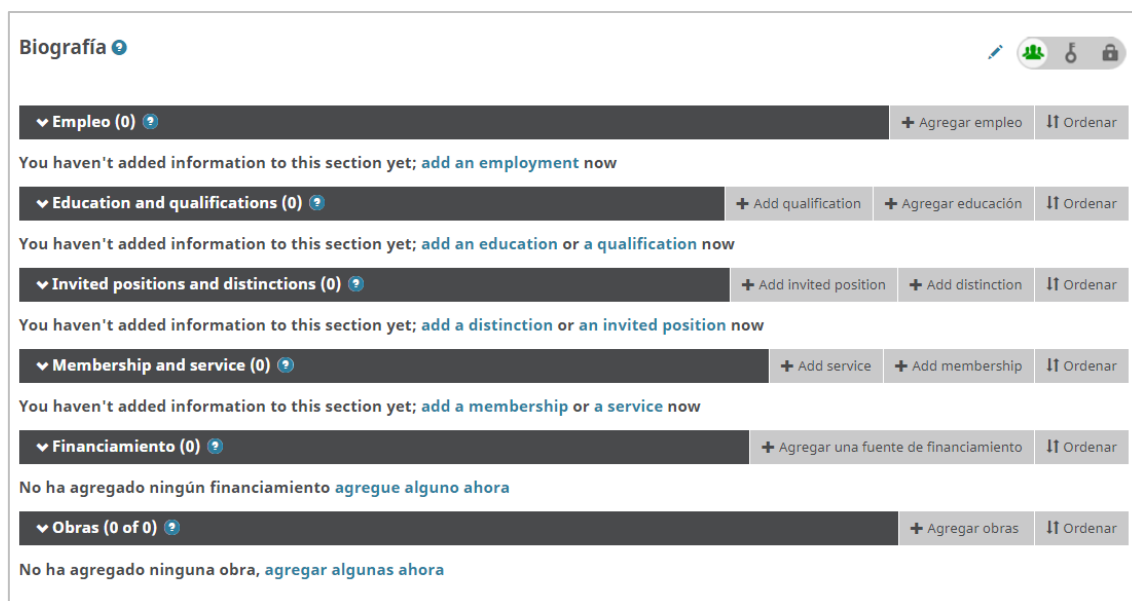 Biografía
Empleo (0) Agregar empleo Ordenar
You haven't added information to this section yet; add an employment now
Education and qualifications (0) Add qualification Agregar educación Ordenar
You haven't added information to this section yet; add an education or a qualification now
Invited positions and distinctions (0) Add invited position Add distinction Ordenar
You haven't added information to this section yet; add a distinction or an invited position now
Membership and service (0) Add service Add membership Ordenar
You haven't added information to this section yet; add a membership or a service now
Financiamiento (0) Agregar una fuente de financiamiento Ordenar
No ha agregado ningún financiamiento agregue alguno ahora
Obras (0 of 0) Agregar obras Ordenar
No ha agregado ninguna obra, agregar algunas ahora